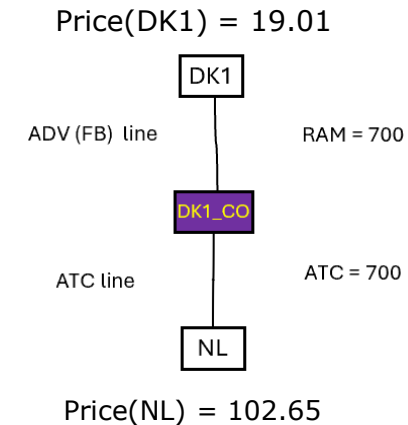 Price(DK1) = 19.01
DK1
ADV (FB) line
RAM = 700
DK1_CO
ATC line
ATC = 700
NL
Price(NL) = 102.65